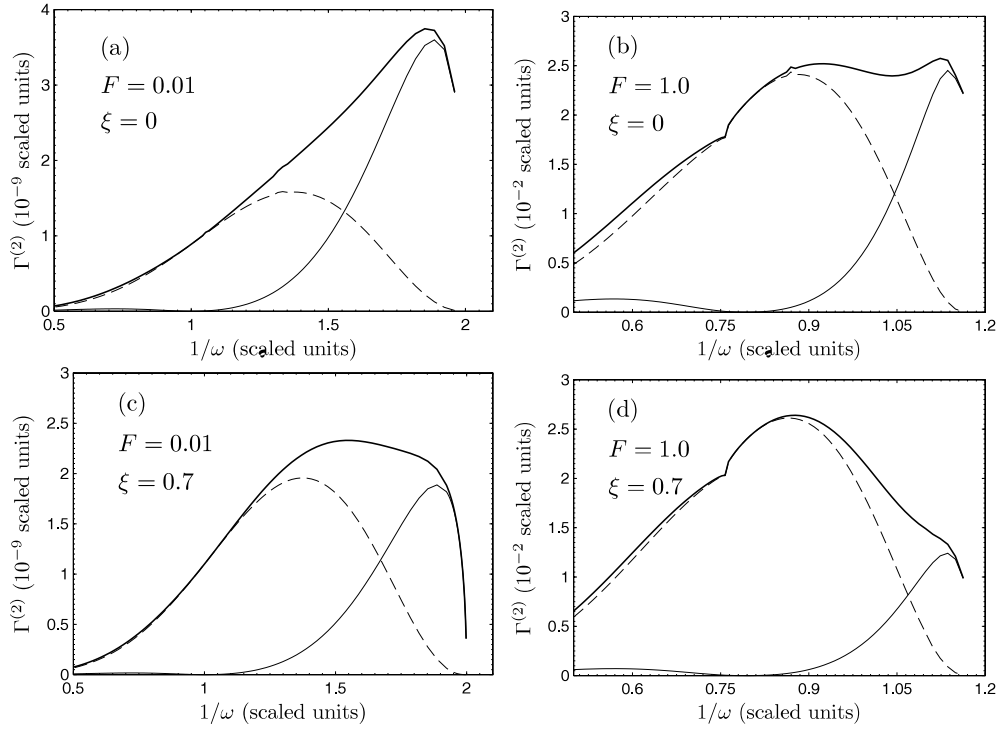 (a)
F = 0.01
ξ = 0
Γ(2) (10−9 scaled units)
4
3
2
1
0
0.5
1
1.5
2
1/ω (scaled units)
(b)
F = 1.0
ξ = 0
Γ(2) (10−2 scaled units)
3
2.5
2
1.5
1
0.5
0
0.6
0.75
0.9
1.05
1.2
1/ω (scaled units)
(c)
F = 0.01
ξ = 0.7
Γ(2) (10−9 scaled units)
3
2.5
2
1.5
1
0.5
0
0.5
1
1.5
2
1/ω (scaled units)
(d)
F = 1.0
ξ = 0.7
Γ(2) (10−2 scaled units)
3
2.5
2
1.5
1
0.5
0
0.6
0.75
0.9
1.05
1.2
1/ω (scaled units)